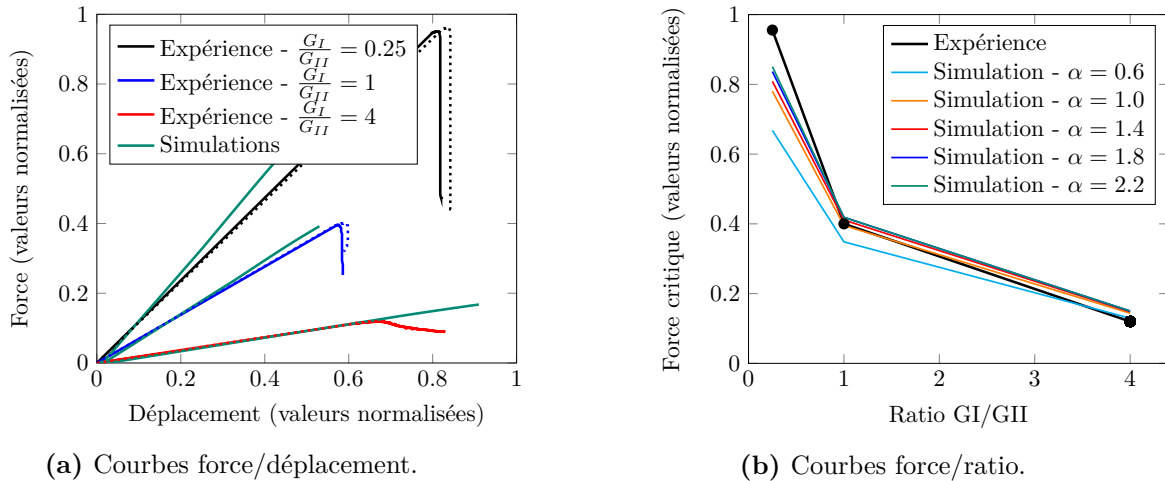 Force (valeurs normalisées)
1
0.8
0.6
0.4
0.2
0
0
0.2
0.4
0.6
0.8
1
Déplacement (valeurs normalisées)
Expérience - G_I/G_II = 0.25
Expérience - G_I/G_II = 1
Expérience - G_I/G_II = 4
Simulations
(a) Courbes force/déplacement.
Force critique (valeurs normalisées)
1
0.8
0.6
0.4
0.2
0
0
1
2
3
4
Ratio GI/GII
Expérience
Simulation - α = 0.6
Simulation - α = 1.0
Simulation - α = 1.4
Simulation - α = 1.8
Simulation - α = 2.2
(b) Courbes force/ratio.